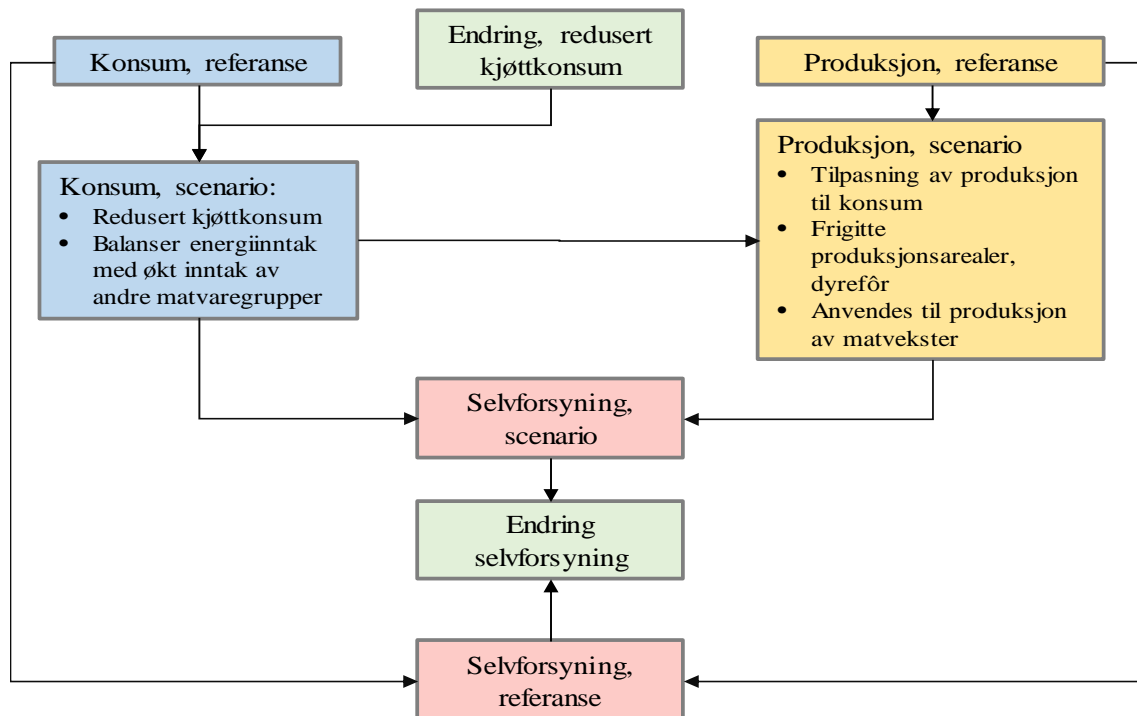 Konsum, referanse
Endring, redusert
kjøttkonsum
Produksjon, referanse
Konsum, scenario:
• Redusert kjøttkonsum
• Balanser energiinntak
med økt inntak av
andre matvaregrupper
Produksjon, scenario
• Tilpasning av produksjon
til konsum
• Frigitte
produksjonsarealer,
dyrefôr
• Anvendes til produksjon
av matvekster
Selvforsyning,
scenario
Endring
selvforsyning
Selvforsyning,
referanse